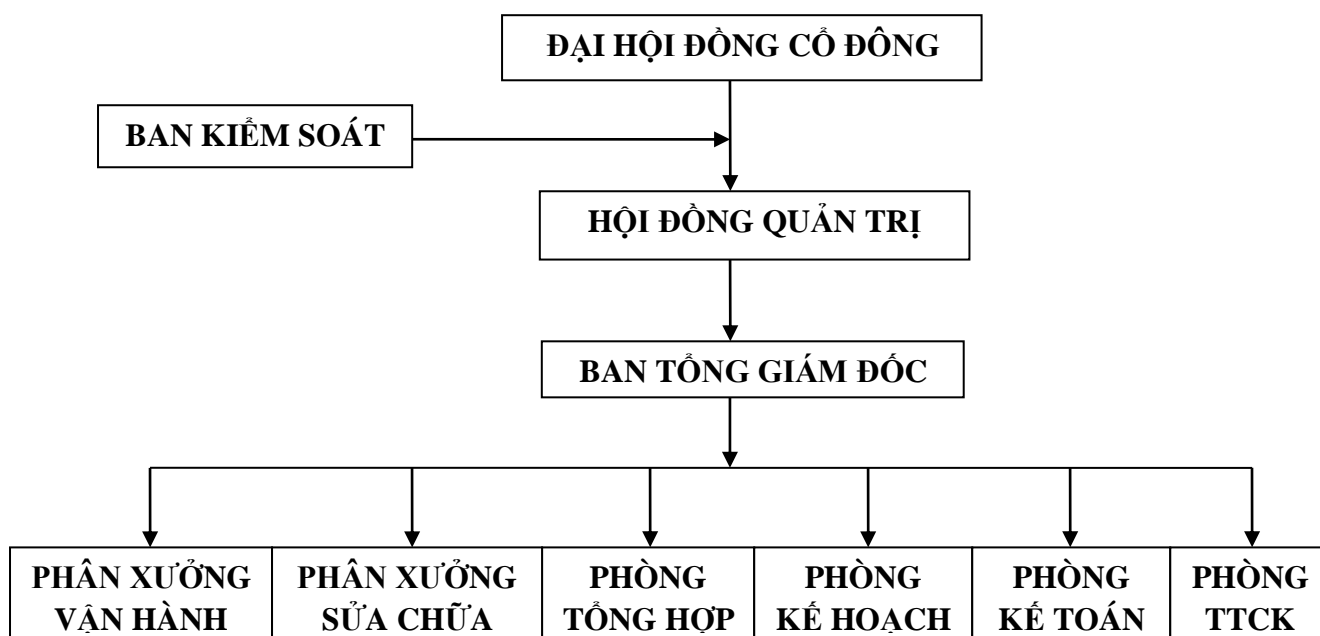 ĐẠI HỘI ĐỒNG CỔ ĐÔNG
BAN KIỂM SOÁT
HỘI ĐỒNG QUẢN TRỊ
BAN TỔNG GIÁM ĐỐC
PHÂN XƯỞNG
VẬN HÀNH
PHÂN XƯỞNG
SỬA CHỮA
PHÒNG
TỔNG HỢP
PHÒNG
KẾ HOẠCH
PHÒNG
KẾ TOÁN
PHÒNG
TTCK